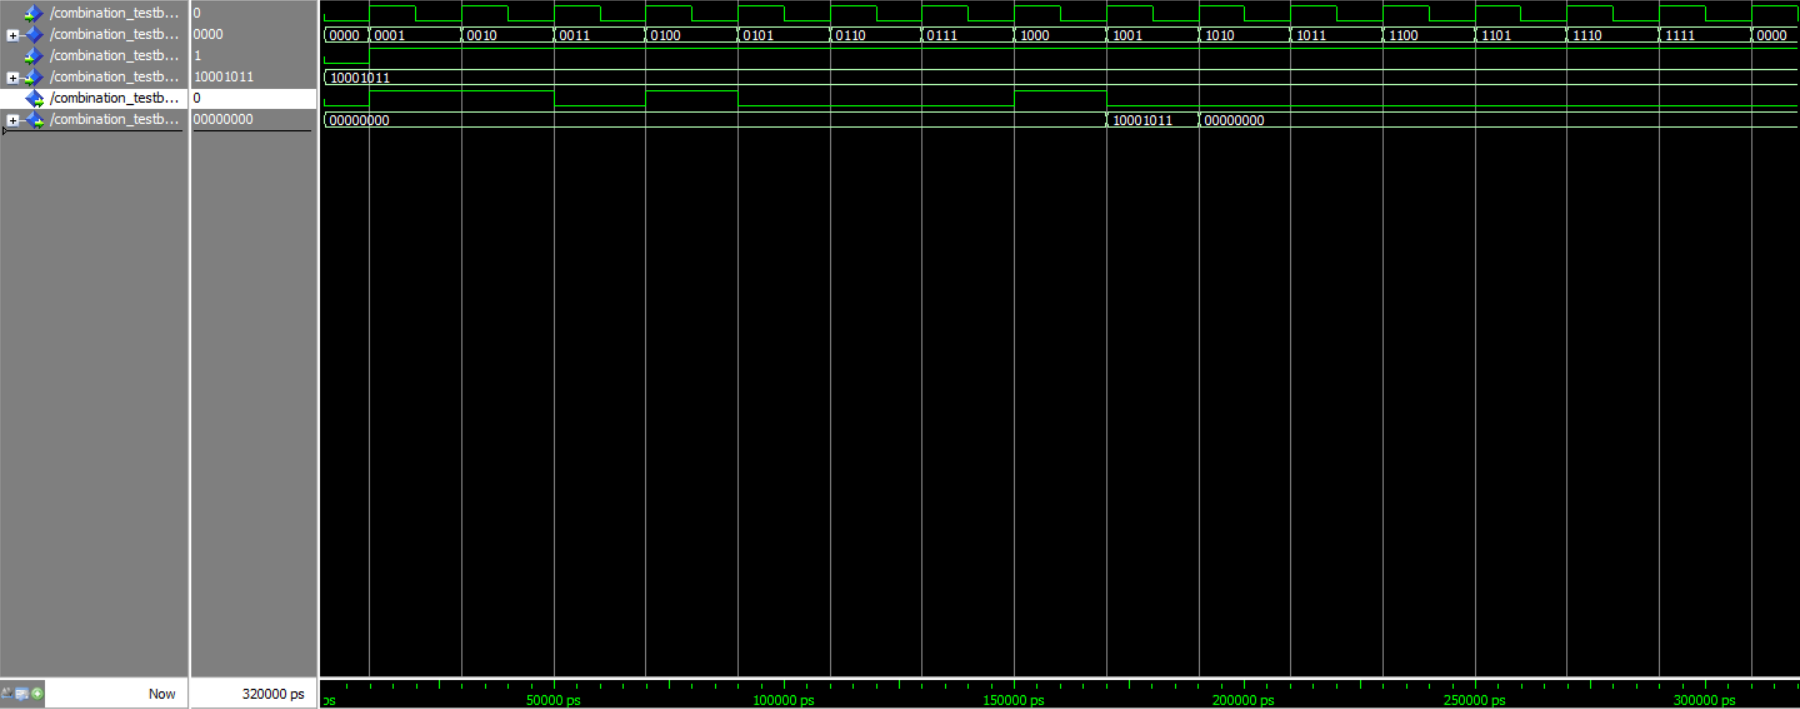 /combination_testb... 0
/combination_testb... 0000 0000 0001 0010 0011 0100 0101 0110 0111 1000 1001 1010 1011 1100 1101 1110 1111 0000
/combination_testb... 1
/combination_testb... 10001011 10001011
/combination_testb... 0
/combination_testb... 00000000 00000000 10001011 00000000
Now 320000 ps
ps 50000 ps 100000 ps 150000 ps 200000 ps 250000 ps 300000 ps